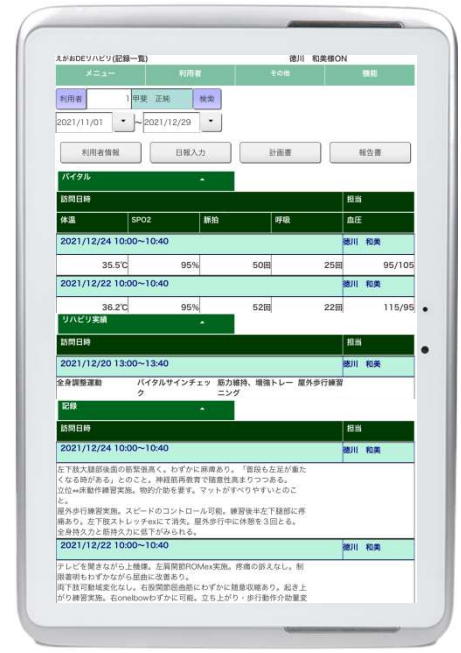 えがおDEリハビリ(記録一覧) 徳川 和美様ON
メニュー 利用者 その他 機能
利用者 1 甲斐 正純 検索
2021/11/01 ～ 2021/12/29
利用者情報 日報入力 計画書 報告書
バイタル
訪問日時 担当
体温 SPO2 脈拍 呼吸 血圧
2021/12/24 10:00～10:40 徳川 和美
35.5℃ 95% 50回 25回 95/105
2021/12/22 10:00～10:40 徳川 和美
36.2℃ 95% 52回 22回 115/95
リハビリ実績
訪問日時 担当
2021/12/20 13:00～13:40 徳川 和美
全身調整運動 バイタルサインチェッ 筋力維持、増強トレー 屋外歩行練習
ク ニング
記録
訪問日時 担当
2021/12/24 10:00～10:40 徳川 和美
左下肢大腿部後面の筋緊張高く。わずかに麻痺あり。「普段も左足が重た
くなる時がある」とのこと。神経筋再教育で随意性高まりつつある。
立位⇔床動作練習実施。物的介助を要す。マットがすべりやすいとのこ
と。
屋外歩行練習実施。スピードのコントロール可能。練習後半左下腿部に疼
痛あり。左下肢ストレッチexにて消失。屋外歩行中に休憩を３回とる。
全身持久力と筋持久力に低下がみられる。
2021/12/22 10:00～10:40 徳川 和美
テレビを聞きながら上機嫌。左肩関節ROMex実施。疼痛の訴えなし。制
限著明もわずかながら屈曲に改善あり。
両下肢可動域変化なし。右股関節屈曲筋にわずかに随意収縮あり。起き上
がり練習実施。右onelbowわずかに可能。立ち上がり・歩行動作介助量変